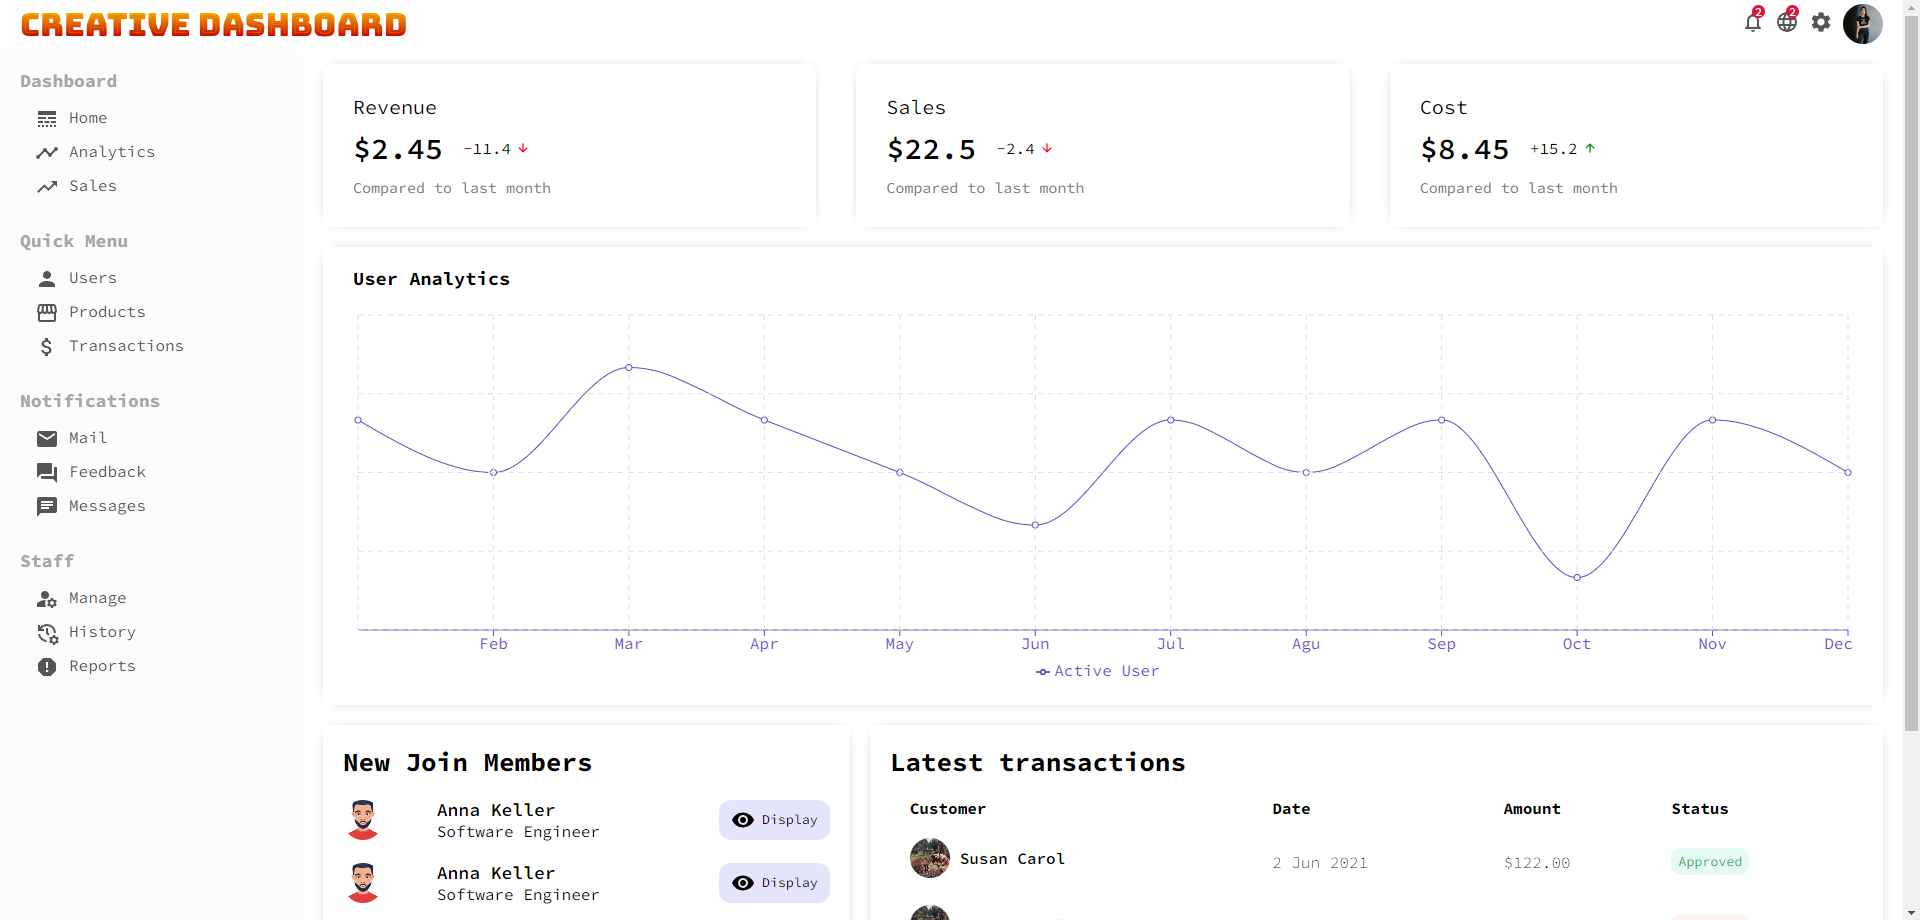 CREATIVE DASHBOARD
2 2
Dashboard
Home
Analytics
Sales
Quick Menu
Users
Products
Transactions
Notifications
Mail
Feedback
Messages
Staff
Manage
History
Reports
Revenue
$2.45 -11.4
Compared to last month
Sales
$22.5 -2.4
Compared to last month
Cost
$8.45 +15.2
Compared to last month
User Analytics
Feb Mar Apr May Jun Jul Agu Sep Oct Nov Dec
Active User
New Join Members
Anna Keller
Software Engineer
Display
Anna Keller
Software Engineer
Display
Latest transactions
Customer Date Amount Status
Susan Carol 2 Jun 2021 $122.00 Approved